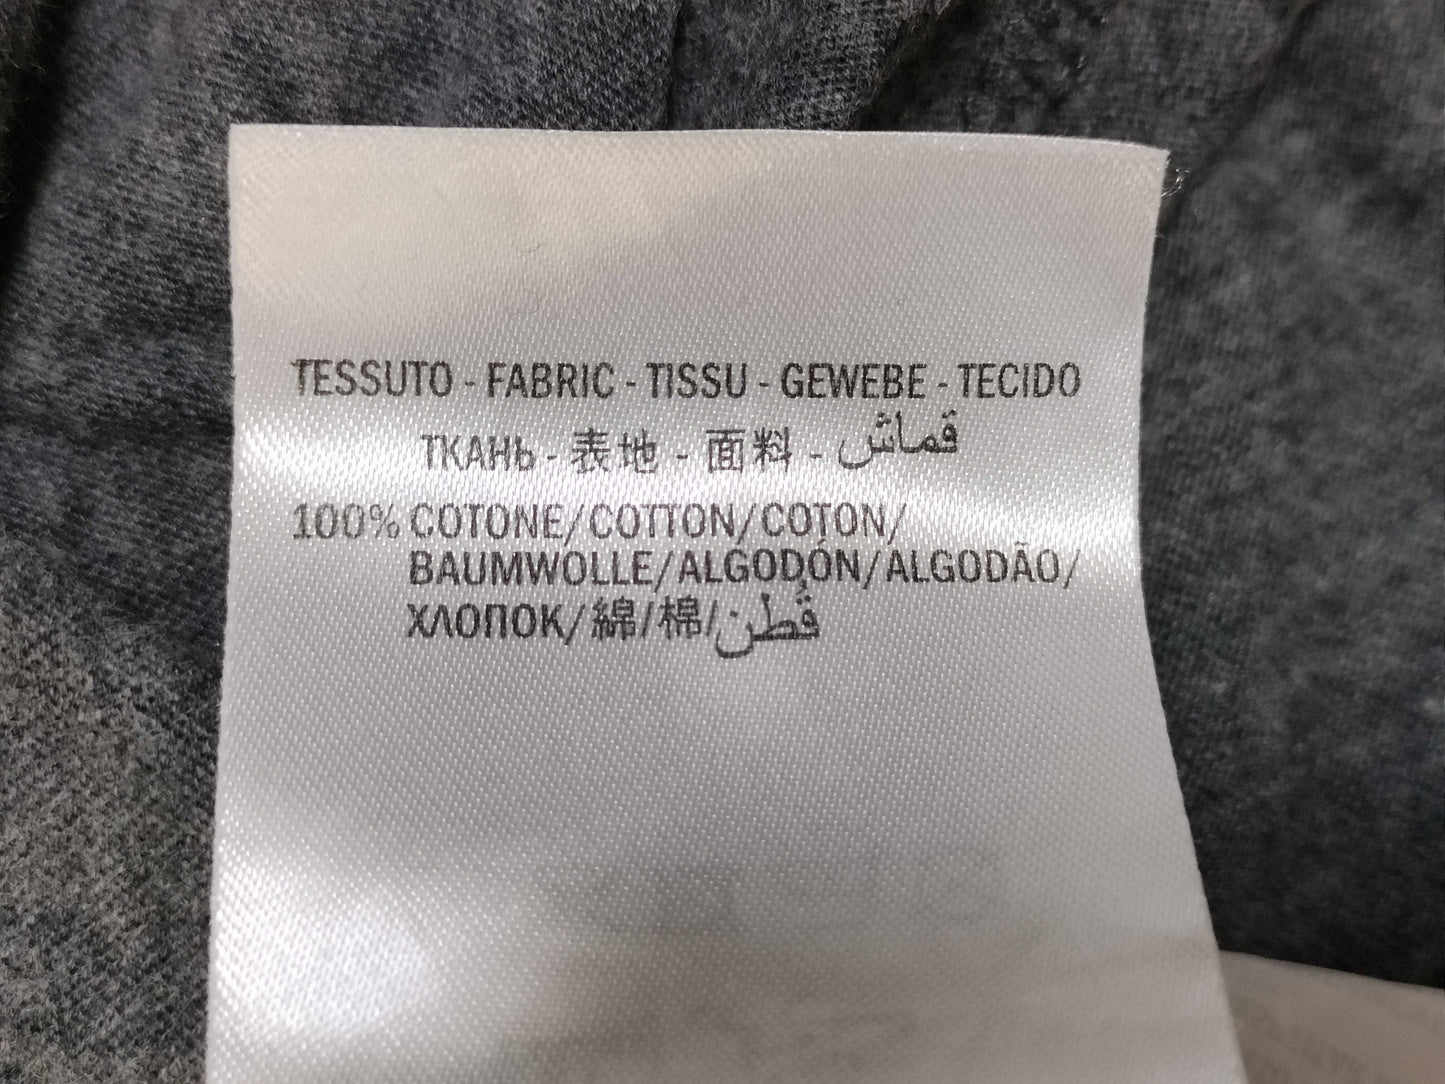 TESSUTO - FABRIC - TISSU - GEWEBE - TECIDO
ТКАНЬ - 表地 - 面料 - قماش
100% COTONE/COTTON/COTON/
BAUMWOLLE/ALGODÓN/ALGODÃO/
ХЛОПОК/綿/棉/قُطن